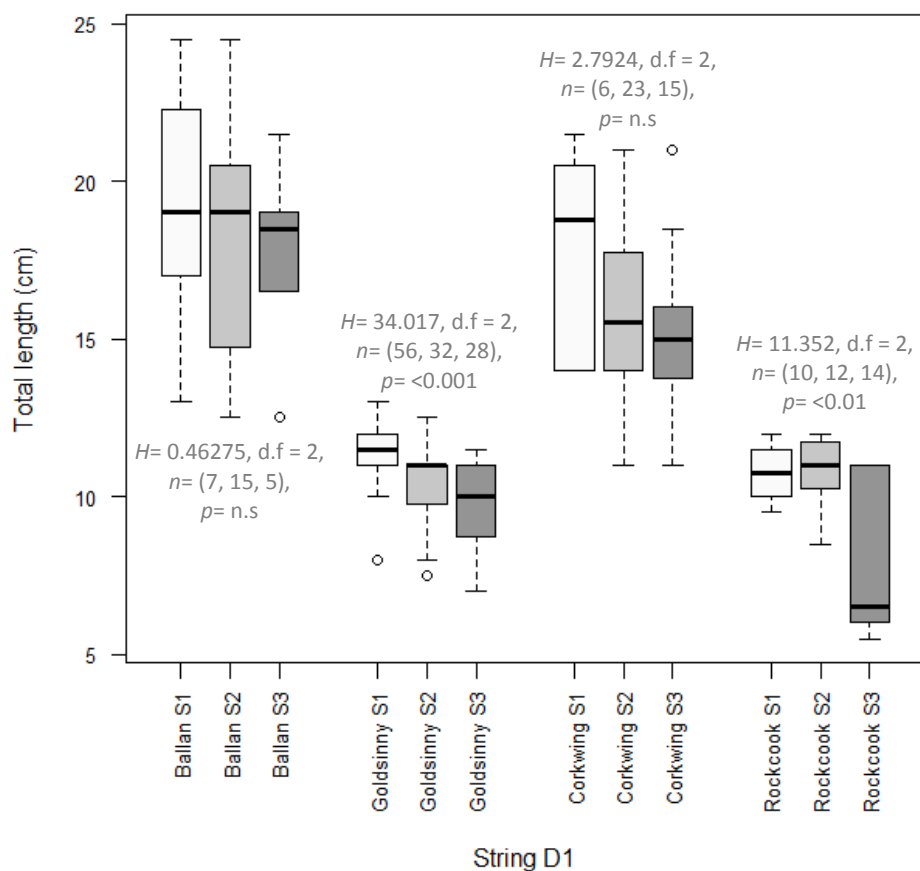 25
20
15
10
5
Total length (cm)
H= 2.7924, d.f = 2,
n= (6, 23, 15),
p= n.s
H= 34.017, d.f = 2,
n= (56, 32, 28),
p= <0.001
H= 11.352, d.f = 2,
n= (10, 12, 14),
p= <0.01
H= 0.46275, d.f = 2,
n= (7, 15, 5),
p= n.s
Ballan S1
Ballan S2
Ballan S3
Goldsinny S1
Goldsinny S2
Goldsinny S3
Corkwing S1
Corkwing S2
Corkwing S3
Rockcook S1
Rockcook S2
Rockcook S3
String D1